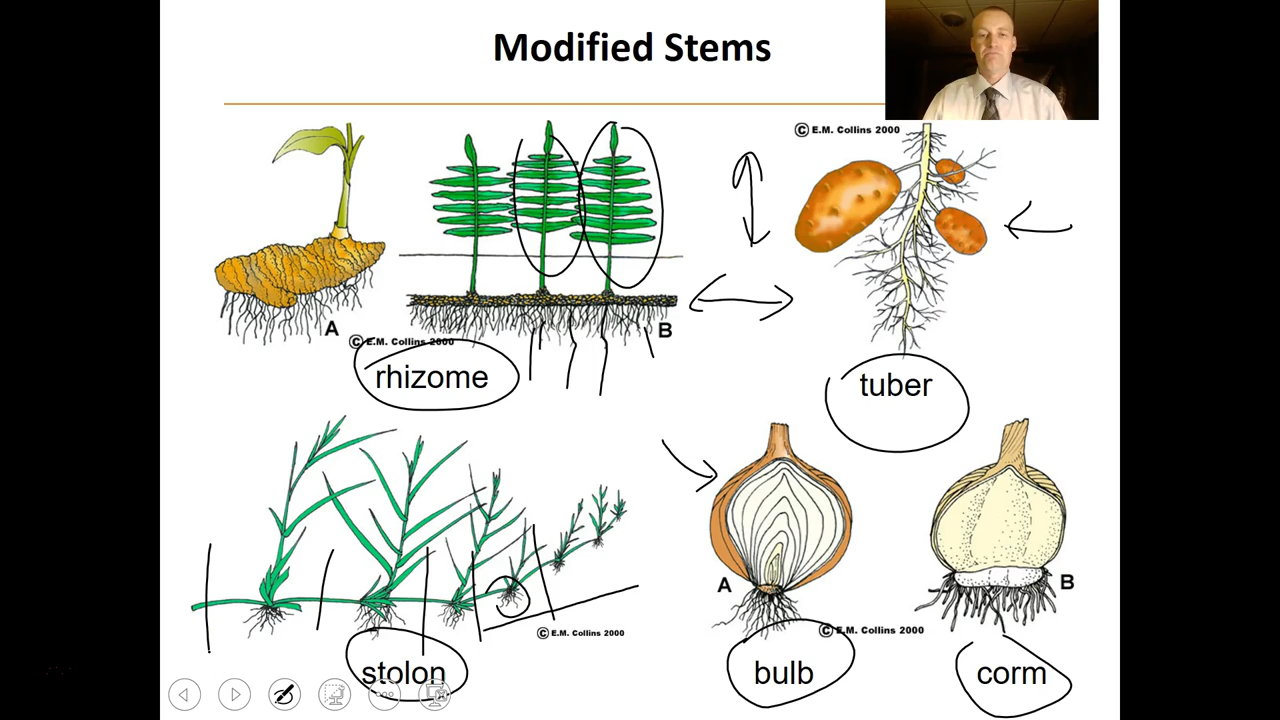 Modified Stems
© E.M. Collins 2000
A
B
© E.M. Collins 2000
rhizome
tuber
A
B
© E.M. Collins 2000
© E.M. Collins 2000
stolon
bulb
corm